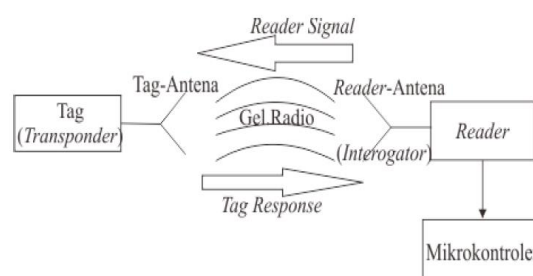 Reader Signal
Tag-Antena
Reader-Antena
Tag
(Transponder)
Gel.Radio
Reader
(Interogator)
Tag Response
Mikrokontrole